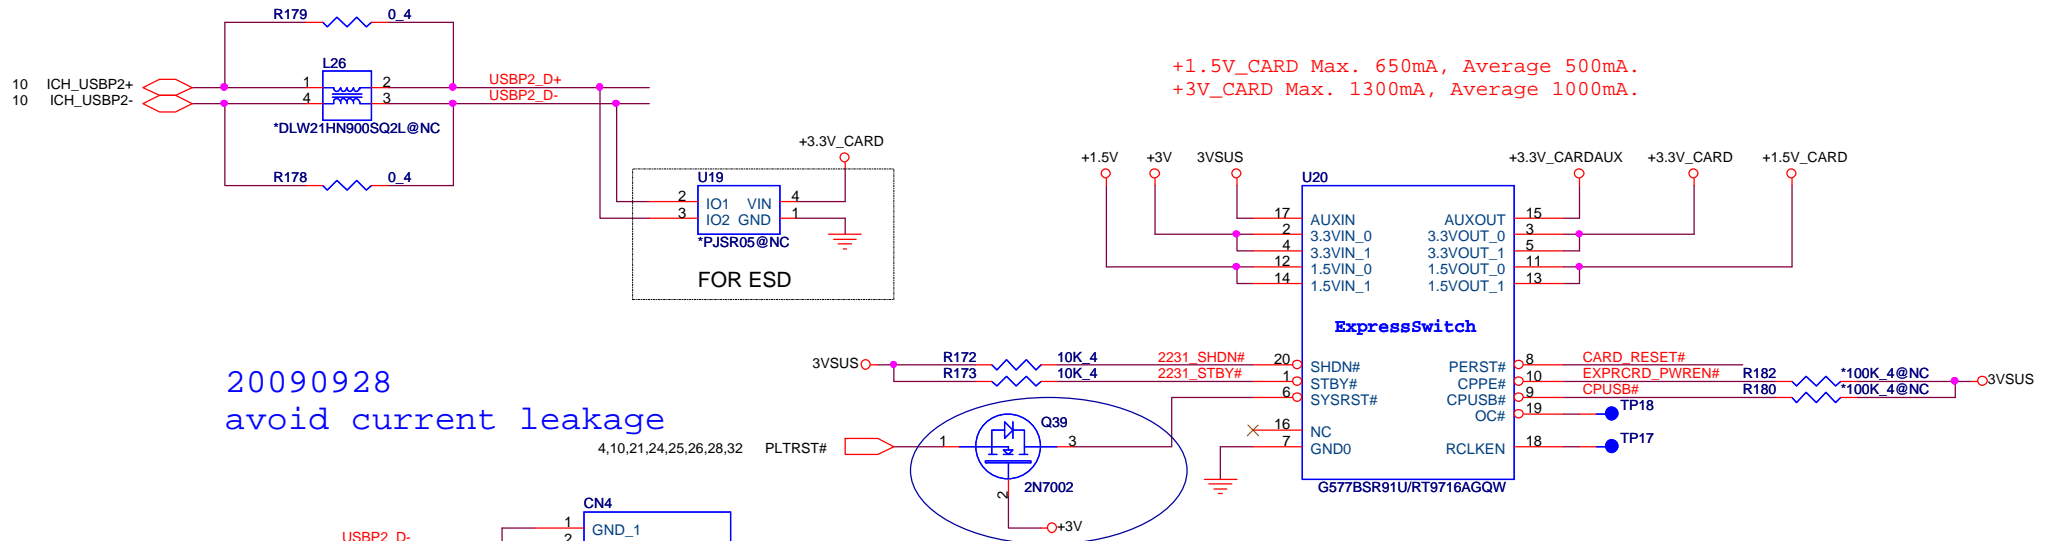 R179 0_4
L26
10 ICH_USBP2+ 1 2 USBP2_D+
10 ICH_USBP2- 4 3 USBP2_D-
*DLW21HN900SQ2L@NC
R178 0_4
+3.3V_CARD
U19
2 IO1 VIN 4
3 IO2 GND 1
*PJSR05@NC
FOR ESD
+1.5V_CARD Max. 650mA, Average 500mA.
+3V_CARD Max. 1300mA, Average 1000mA.
+1.5V +3V 3VSUS +3.3V_CARDAUX +3.3V_CARD +1.5V_CARD
U20
17 AUXIN AUXOUT 15
2 3.3VIN_0 3.3VOUT_0 3
4 3.3VIN_1 3.3VOUT_1 5
12 1.5VIN_0 1.5VOUT_0 11
14 1.5VIN_1 1.5VOUT_1 13
ExpressSwitch
3VSUS R172 10K_4 2231_SHDN# 20 SHDN# PERST# 8 CARD_RESET#
R173 10K_4 2231_STBY# 1 STBY# CPPE# 10 EXPRCRD_PWREN# R182 *100K_4@NC 3VSUS
6 SYSRST# CPUSB# 9 CPUSB# R180 *100K_4@NC
OC# 19 TP18
16 NC
7 GND0 RCLKEN 18 TP17
G577BSR91U/RT9716AGQW
20090928
avoid current leakage
4,10,21,24,25,26,28,32 PLTRST# 1 Q39 3
2N7002
2
+3V
CN4
1 GND_1
2
USBP2_D-